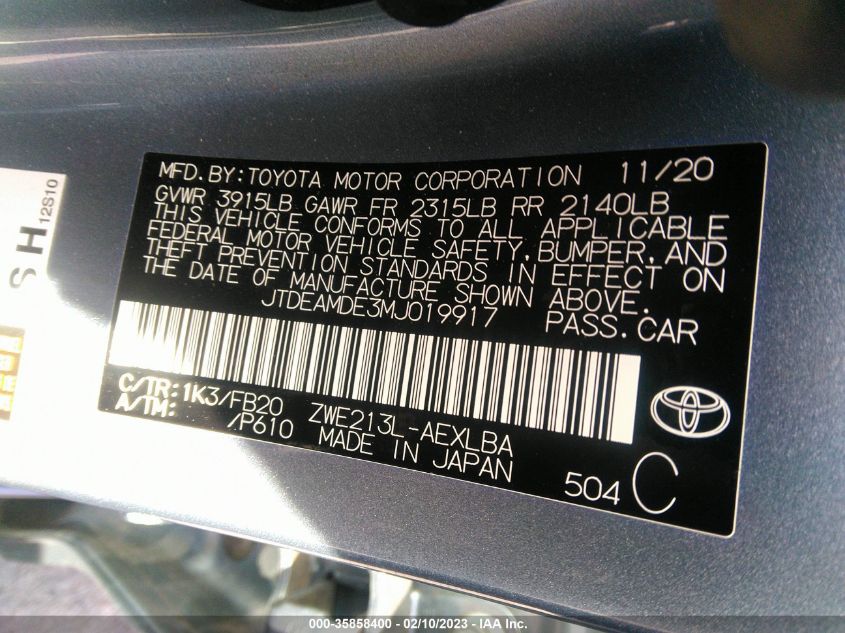 MFD. BY: TOYOTA MOTOR CORPORATION 11/20
GVWR 3915LB GAWR FR 2315LB RR 2140LB
THIS VEHICLE CONFORMS TO ALL APPLICABLE
FEDERAL MOTOR VEHICLE SAFETY, BUMPER, AND
THEFT PREVENTION STANDARDS IN EFFECT ON
THE DATE OF MANUFACTURE SHOWN ABOVE.
JTDEAMDE3MJ019917 PASS. CAR
C/TR: 1K3/FB20 ZWE213L-AEXLBA
A/TM: /P610 MADE IN JAPAN
504 C
SH
12S10
000-35858400 - 02/10/2023 - IAA Inc.